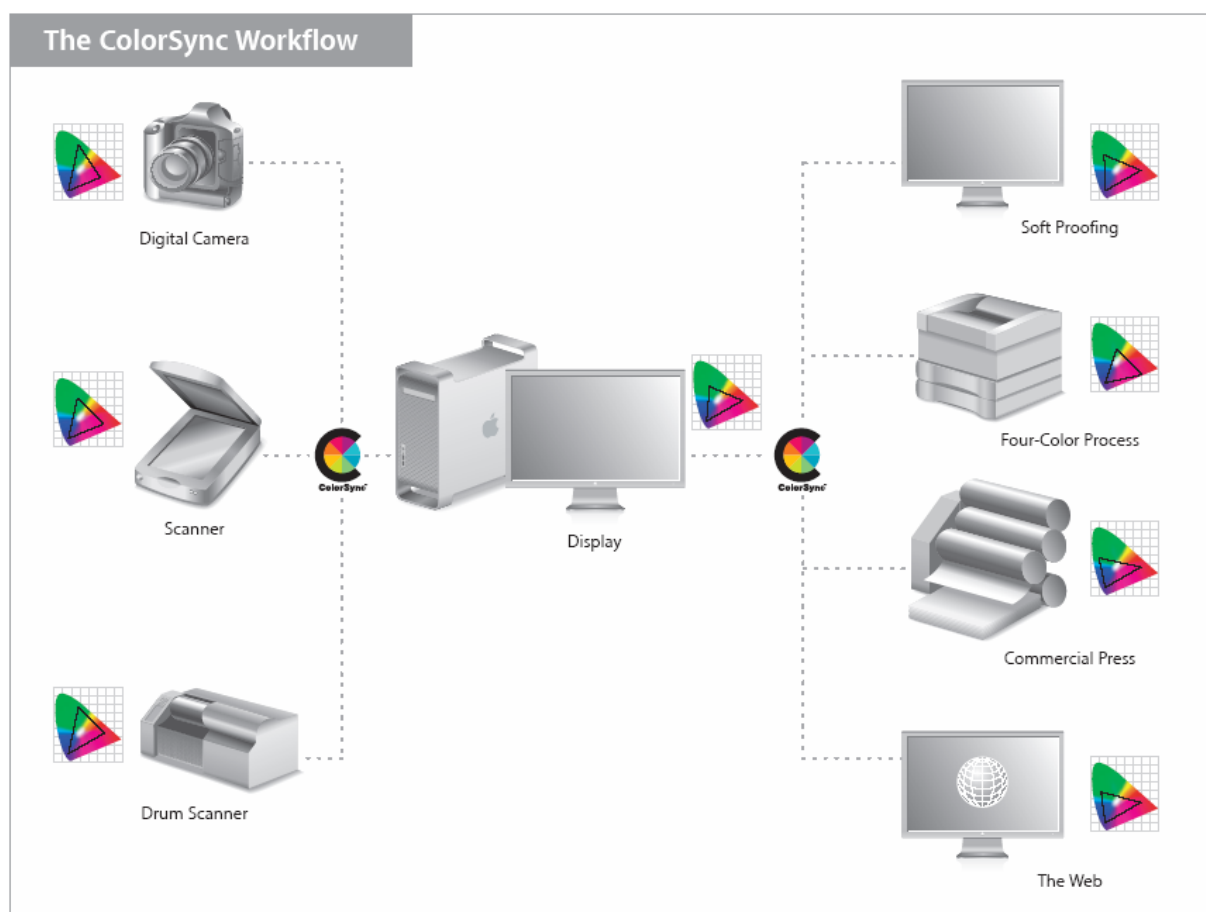 The ColorSync Workflow
Digital Camera
Soft Proofing
Four-Color Process
ColorSync
ColorSync
Scanner
Display
Commercial Press
Drum Scanner
The Web